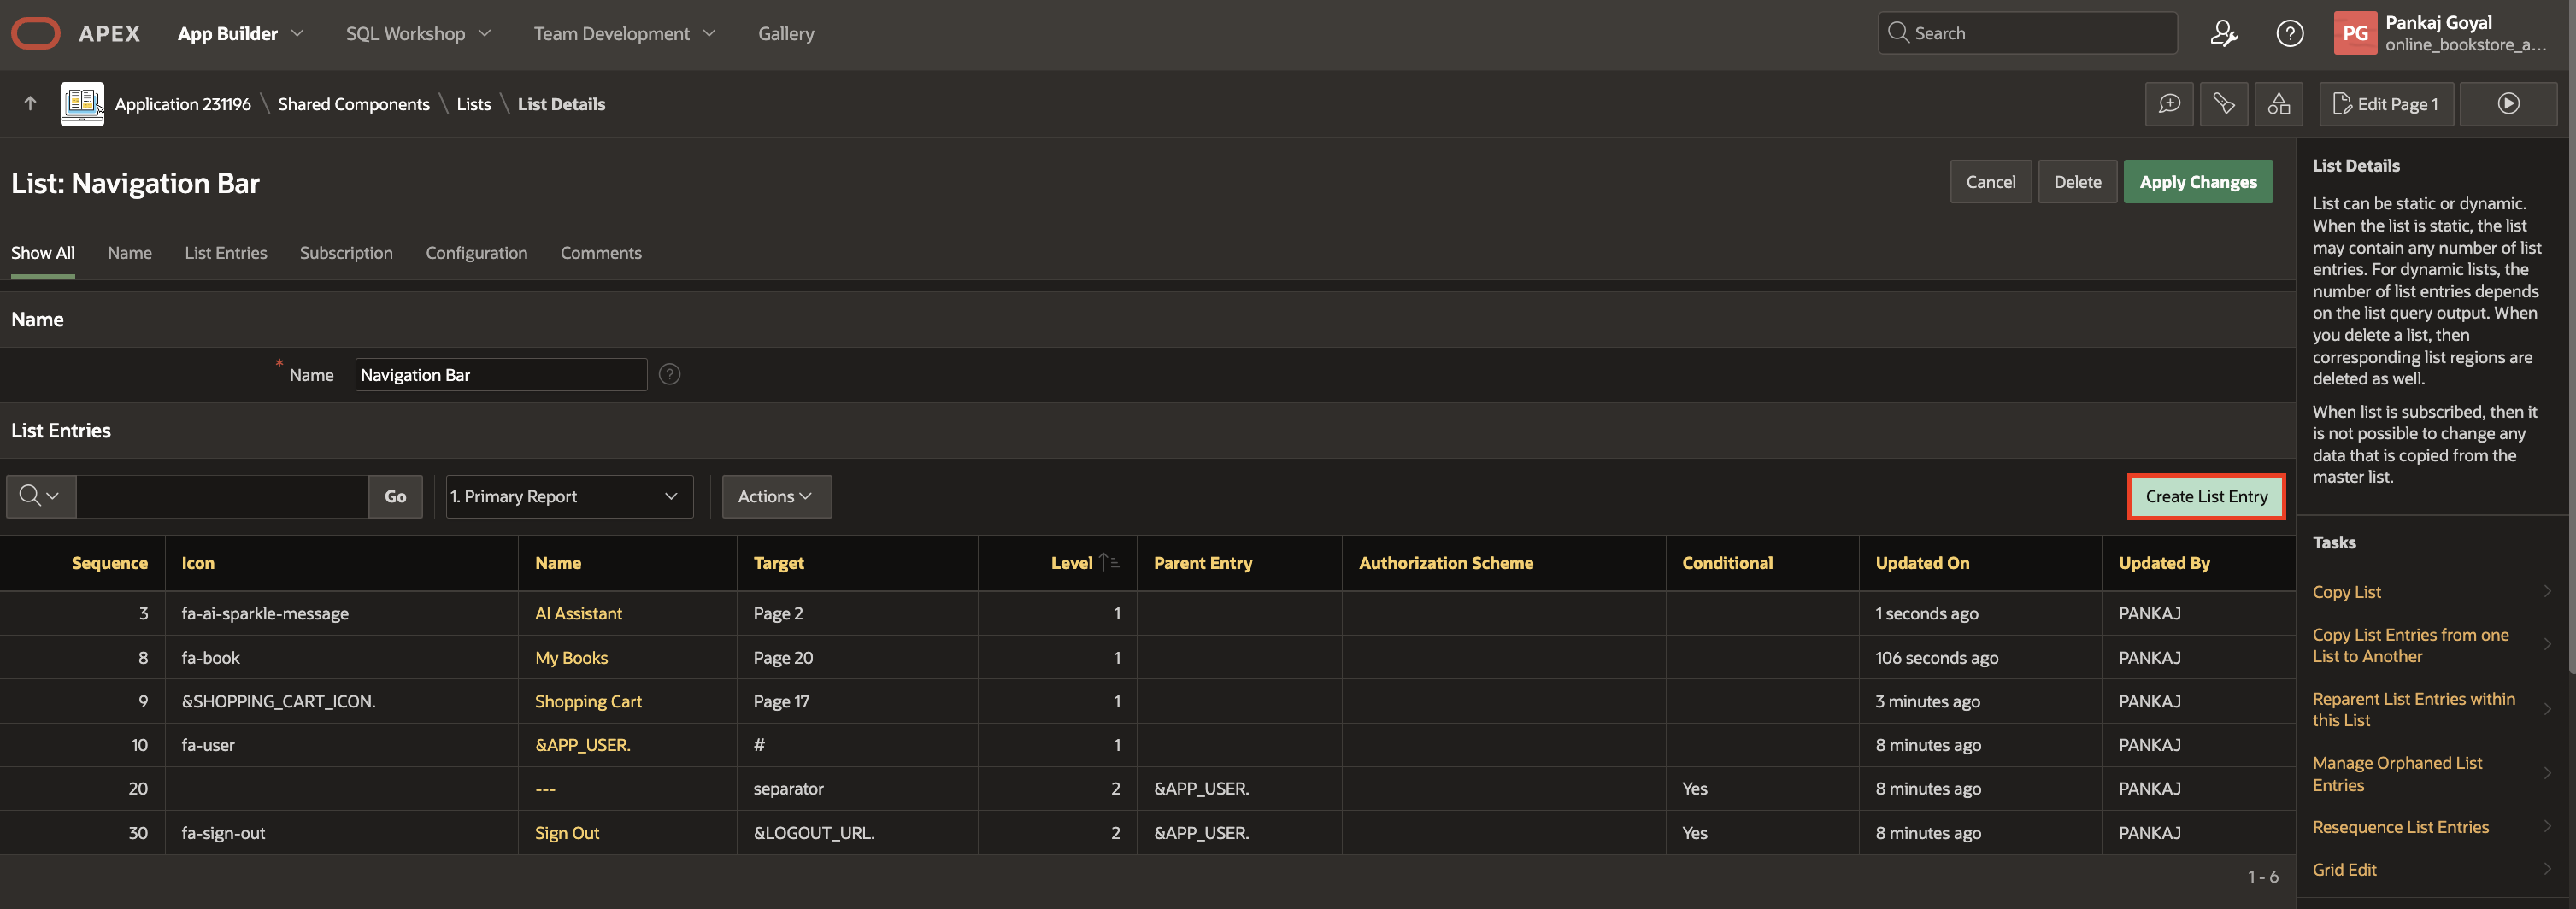 APEX App Builder SQL Workshop Team Development Gallery Search PG Pankaj Goyal
online_bookstore_a...
Application 231196 \ Shared Components \ Lists \ List Details Edit Page 1
List: Navigation Bar Cancel Delete Apply Changes
Show All Name List Entries Subscription Configuration Comments
Name
* Name Navigation Bar ?
List Entries
Go 1. Primary Report Actions Create List Entry
Sequence Icon Name Target Level Parent Entry Authorization Scheme Conditional Updated On Updated By
3 fa-ai-sparkle-message AI Assistant Page 2 1 1 seconds ago PANKAJ
8 fa-book My Books Page 20 1 106 seconds ago PANKAJ
9 &SHOPPING_CART_ICON. Shopping Cart Page 17 1 3 minutes ago PANKAJ
10 fa-user &APP_USER. # 1 8 minutes ago PANKAJ
20 --- separator 2 &APP_USER. Yes 8 minutes ago PANKAJ
30 fa-sign-out Sign Out &LOGOUT_URL. 2 &APP_USER. Yes 8 minutes ago PANKAJ
1 - 6
List Details
List can be static or dynamic.
When the list is static, the list
may contain any number of list
entries. For dynamic lists, the
number of list entries depends
on the list query output. When
you delete a list, then
corresponding list regions are
deleted as well.
When list is subscribed, then it
is not possible to change any
data that is copied from the
master list.
Tasks
Copy List
Copy List Entries from one
List to Another
Reparent List Entries within
this List
Manage Orphaned List
Entries
Resequence List Entries
Grid Edit